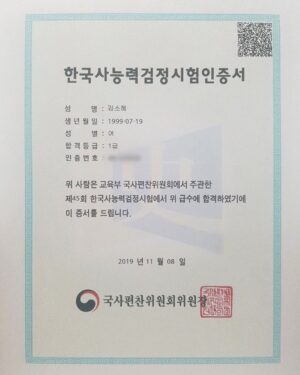 한국사능력검정시험인증서
성 명 : 김소혜
생년월일 : 1999-07-19
성 별 : 여
합격등급 : 1급
인증번호 :
위 사람은 교육부 국사편찬위원회에서 주관한
제45회 한국사능력검정시험에서 위 급수에 합격하였기에
이 증서를 드립니다.
2019 년 11 월 08 일
국사편찬위원회위원장